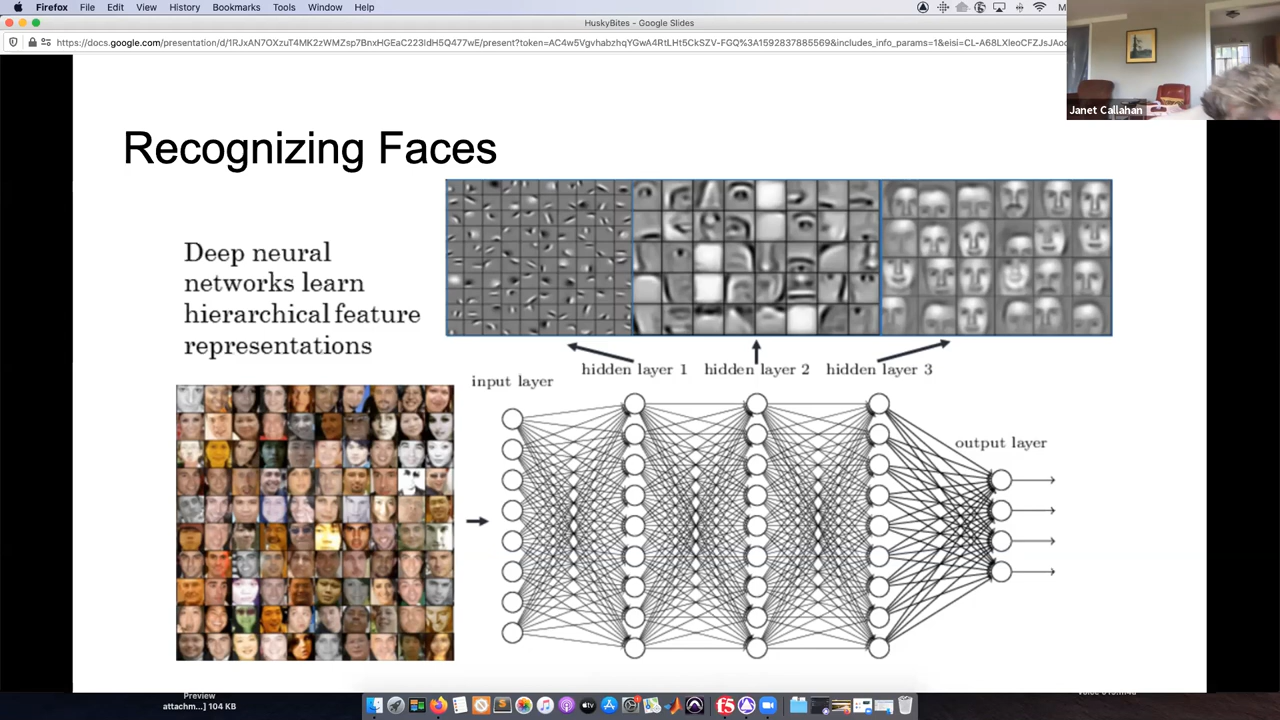 Firefox File Edit View History Bookmarks Tools Window Help
HuskyBites - Google Slides
Janet Callahan
Recognizing Faces
Deep neural
networks learn
hierarchical feature
representations
hidden layer 1 hidden layer 2 hidden layer 3
input layer
output layer
Preview
attachm...] 104 KB